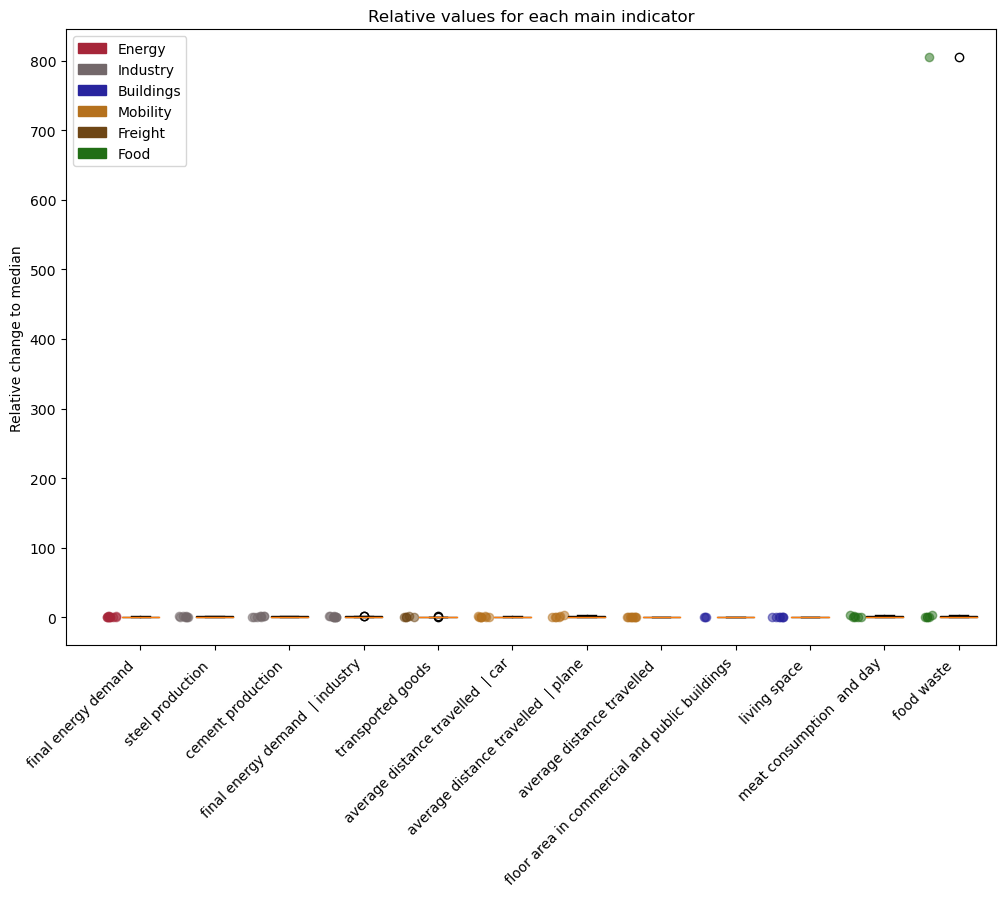 Relative values for each main indicator
Energy
Industry
Buildings
Mobility
Freight
Food
Relative change to median
800
700
600
500
400
300
200
100
0
final energy demand
steel production
cement production
final energy demand | industry
transported goods
average distance travelled | car
average distance travelled | plane
average distance travelled
floor area in commercial and public buildings
living space
meat consumption and day
food waste